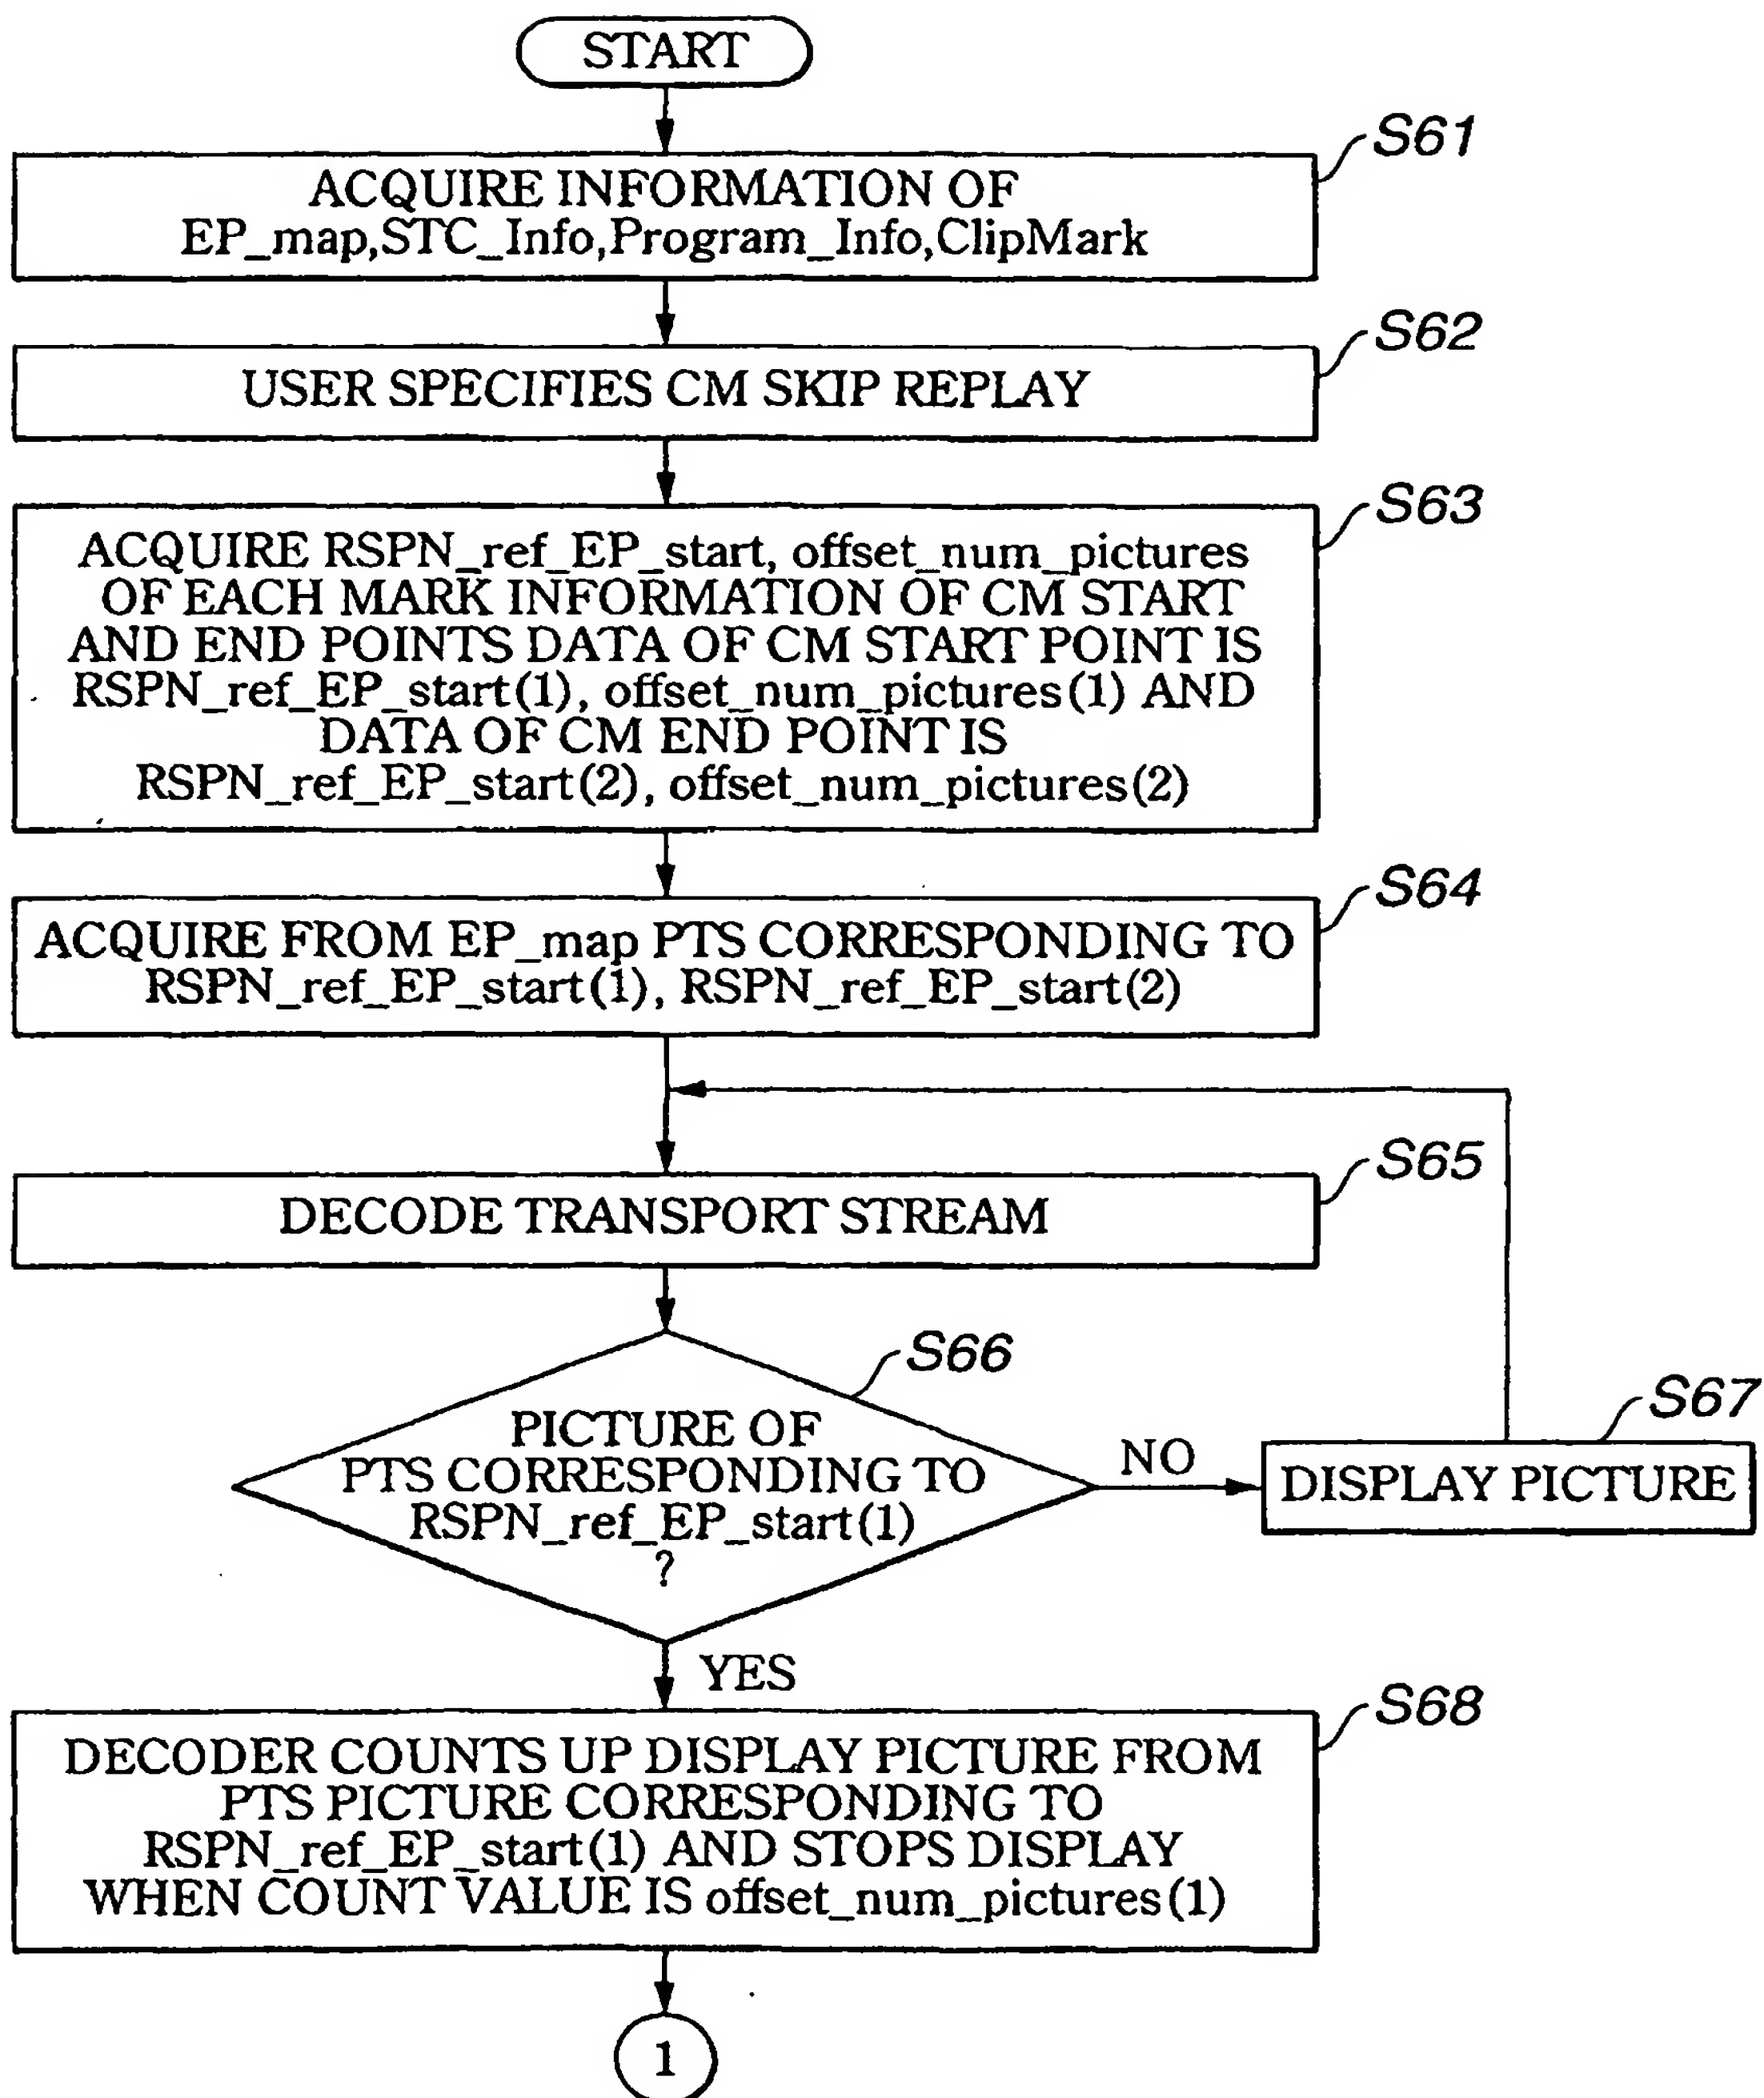 START
S61
ACQUIRE INFORMATION OF
EP_map,STC_Info,Program_Info,ClipMark
S62
USER SPECIFIES CM SKIP REPLAY
S63
ACQUIRE RSPN_ref_EP_start, offset_num_pictures
OF EACH MARK INFORMATION OF CM START
AND END POINTS DATA OF CM START POINT IS
RSPN_ref_EP_start(1), offset_num_pictures(1) AND
DATA OF CM END POINT IS
RSPN_ref_EP_start(2), offset_num_pictures(2)
S64
ACQUIRE FROM EP_map PTS CORRESPONDING TO
RSPN_ref_EP_start(1), RSPN_ref_EP_start(2)
S65
DECODE TRANSPORT STREAM
S66
PICTURE OF
PTS CORRESPONDING TO
RSPN_ref_EP_start(1)
?
NO
S67
DISPLAY PICTURE
YES
S68
DECODER COUNTS UP DISPLAY PICTURE FROM
PTS PICTURE CORRESPONDING TO
RSPN_ref_EP_start(1) AND STOPS DISPLAY
WHEN COUNT VALUE IS offset_num_pictures(1)
1